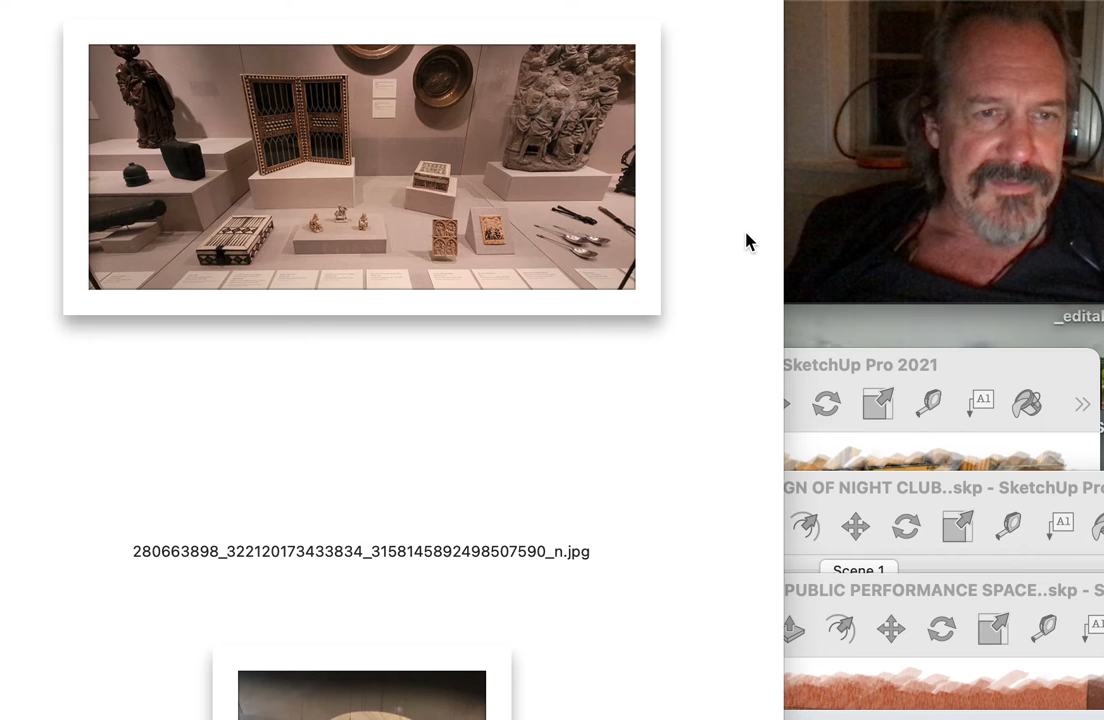 280663898_322120173433834_3158145892498507590_n.jpg
_edital
SketchUp Pro 2021
A1
GN OF NIGHT CLUB..skp - SketchUp Pro
A1
Scene 1
PUBLIC PERFORMANCE SPACE..skp - S
A1